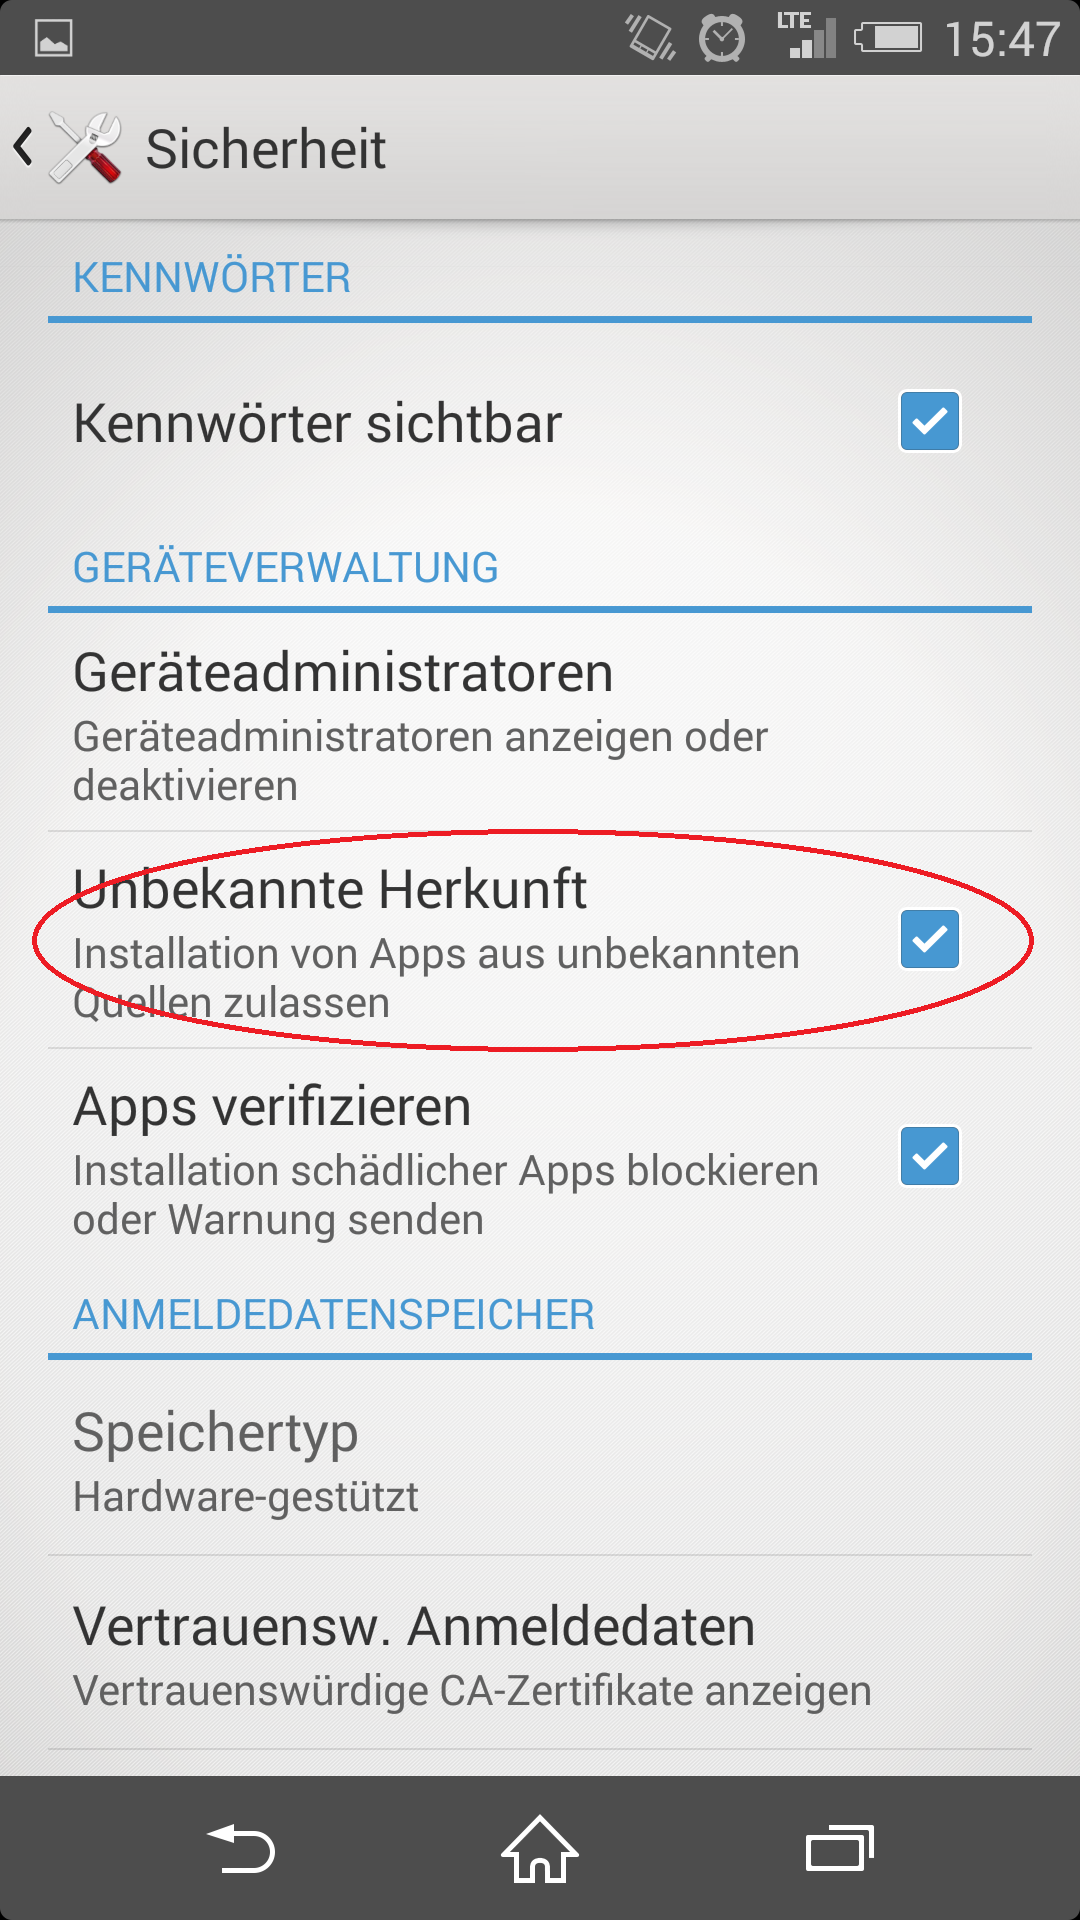 LTE 15:47
Sicherheit
KENNWÖRTER
Kennwörter sichtbar
GERÄTEVERWALTUNG
Geräteadministratoren
Geräteadministratoren anzeigen oder
deaktivieren
Unbekannte Herkunft
Installation von Apps aus unbekannten
Quellen zulassen
Apps verifizieren
Installation schädlicher Apps blockieren
oder Warnung senden
ANMELDEDATENSPEICHER
Speichertyp
Hardware-gestützt
Vertrauensw. Anmeldedaten
Vertrauenswürdige CA-Zertifikate anzeigen